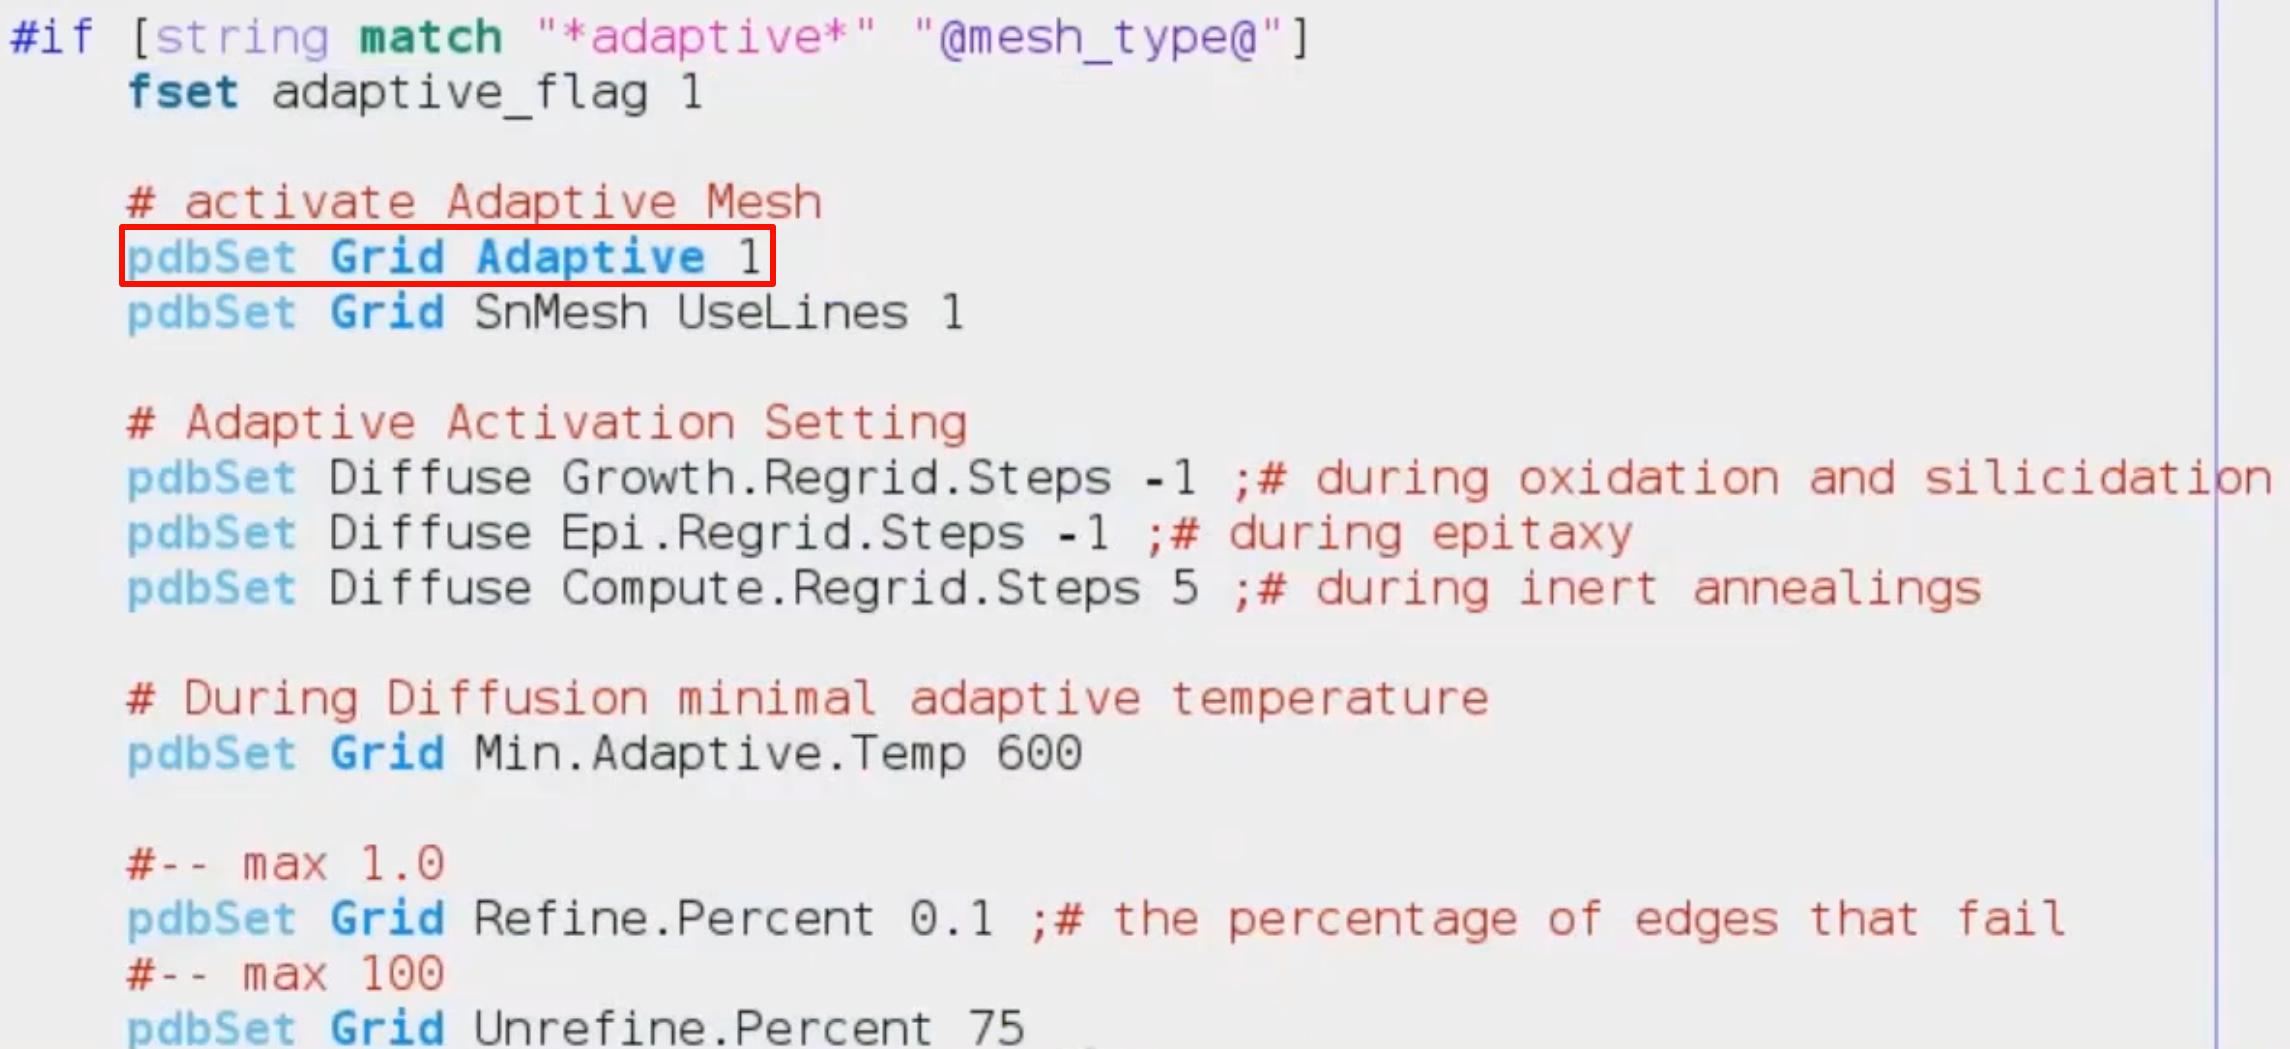 #if [string match "*adaptive*" "@mesh_type@"]
fset adaptive_flag 1
# activate Adaptive Mesh
pdbSet Grid Adaptive 1
pdbSet Grid SnMesh UseLines 1
# Adaptive Activation Setting
pdbSet Diffuse Growth.Regrid.Steps -1 ;# during oxidation and silicidation
pdbSet Diffuse Epi.Regrid.Steps -1 ;# during epitaxy
pdbSet Diffuse Compute.Regrid.Steps 5 ;# during inert annealings
# During Diffusion minimal adaptive temperature
pdbSet Grid Min.Adaptive.Temp 600
#-- max 1.0
pdbSet Grid Refine.Percent 0.1 ;# the percentage of edges that fail
#-- max 100
pdbSet Grid Unrefine.Percent 75